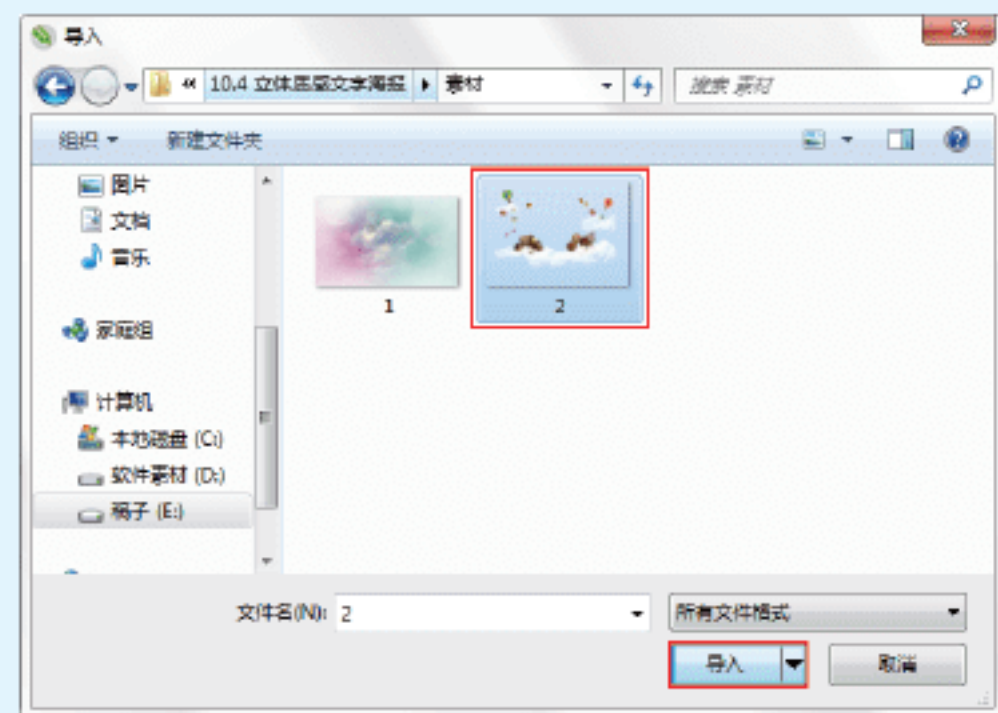 导入
« 10.4 立体质感文字海报 ▸ 素材
搜索 素材
组织 新建文件夹
图片
文档
音乐
家庭组
计算机
本地磁盘 (C:)
软件素材 (D:)
稿子 (E:)
1
2
文件名(N): 2
所有文件格式
导入
取消